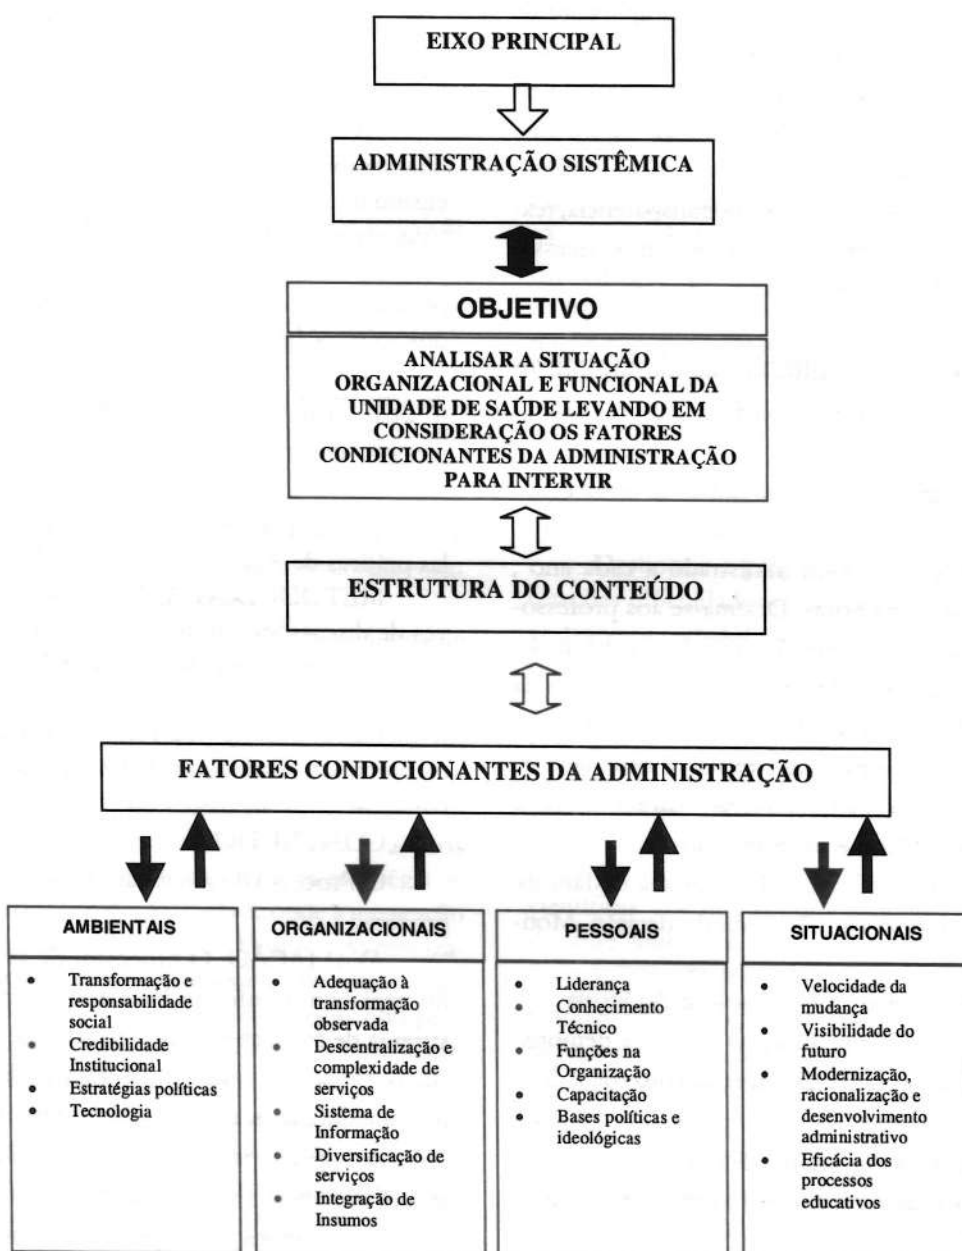 EIXO PRINCIPAL
ADMINISTRAÇÃO SISTÊMICA
OBJETIVO
ANALISAR A SITUAÇÃO
ORGANIZACIONAL E FUNCIONAL DA
UNIDADE DE SAÚDE LEVANDO EM
CONSIDERAÇÃO OS FATORES
CONDICIONANTES DA ADMINISTRAÇÃO
PARA INTERVIR
ESTRUTURA DO CONTEÚDO
FATORES CONDICIONANTES DA ADMINISTRAÇÃO
AMBIENTAIS
• Transformação e
responsabilidade
social
• Credibilidade
Institucional
• Estratégias políticas
• Tecnologia
ORGANIZACIONAIS
• Adequação à
transformação
observada
• Descentralização e
complexidade de
serviços
• Sistema de
Informação
• Diversificação de
serviços
• Integração de
Insumos
PESSOAIS
• Liderança
• Conhecimento
Técnico
• Funções na
Organização
• Capacitação
• Bases políticas e
ideológicas
SITUACIONAIS
• Velocidade da
mudança
• Visibilidade do
futuro
• Modernização,
racionalização e
desenvolvimento
administrativo
• Eficácia dos
processos
educativos